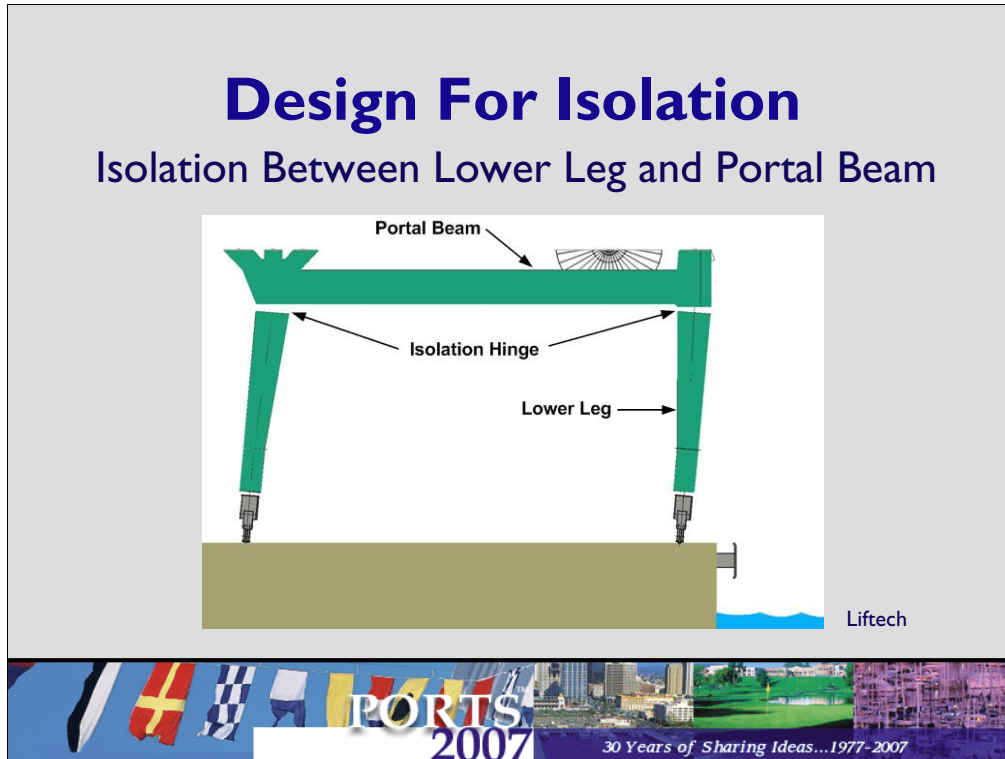 Design For Isolation
Isolation Between Lower Leg and Portal Beam
Portal Beam
Isolation Hinge
Lower Leg
Liftech
PORTS
2007
30 Years of Sharing Ideas...1977-2007